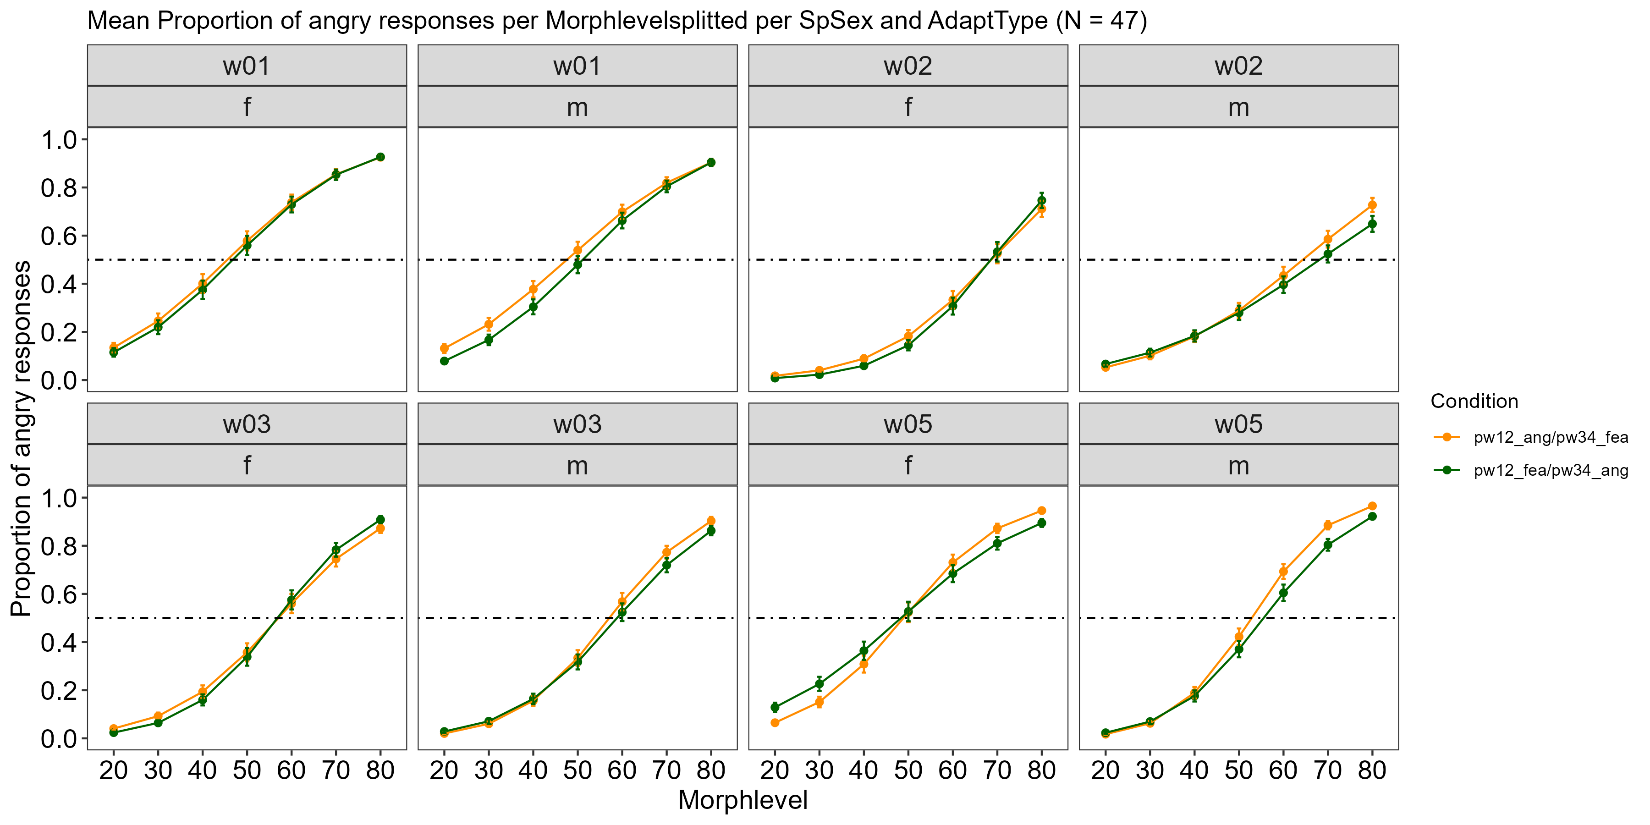 Mean Proportion of angry responses per Morphlevelsplitted per SpSex and AdaptType (N = 47)
w01 w01 w02 w02
f m f m
1.0
0.8
0.6
0.4
0.2
0.0
w03 w03 w05 w05
f m f m
1.0
0.8
0.6
0.4
0.2
0.0
20 30 40 50 60 70 80 20 30 40 50 60 70 80 20 30 40 50 60 70 80 20 30 40 50 60 70 80
Morphlevel
Proportion of angry responses
Condition
pw12_ang/pw34_fea
pw12_fea/pw34_ang